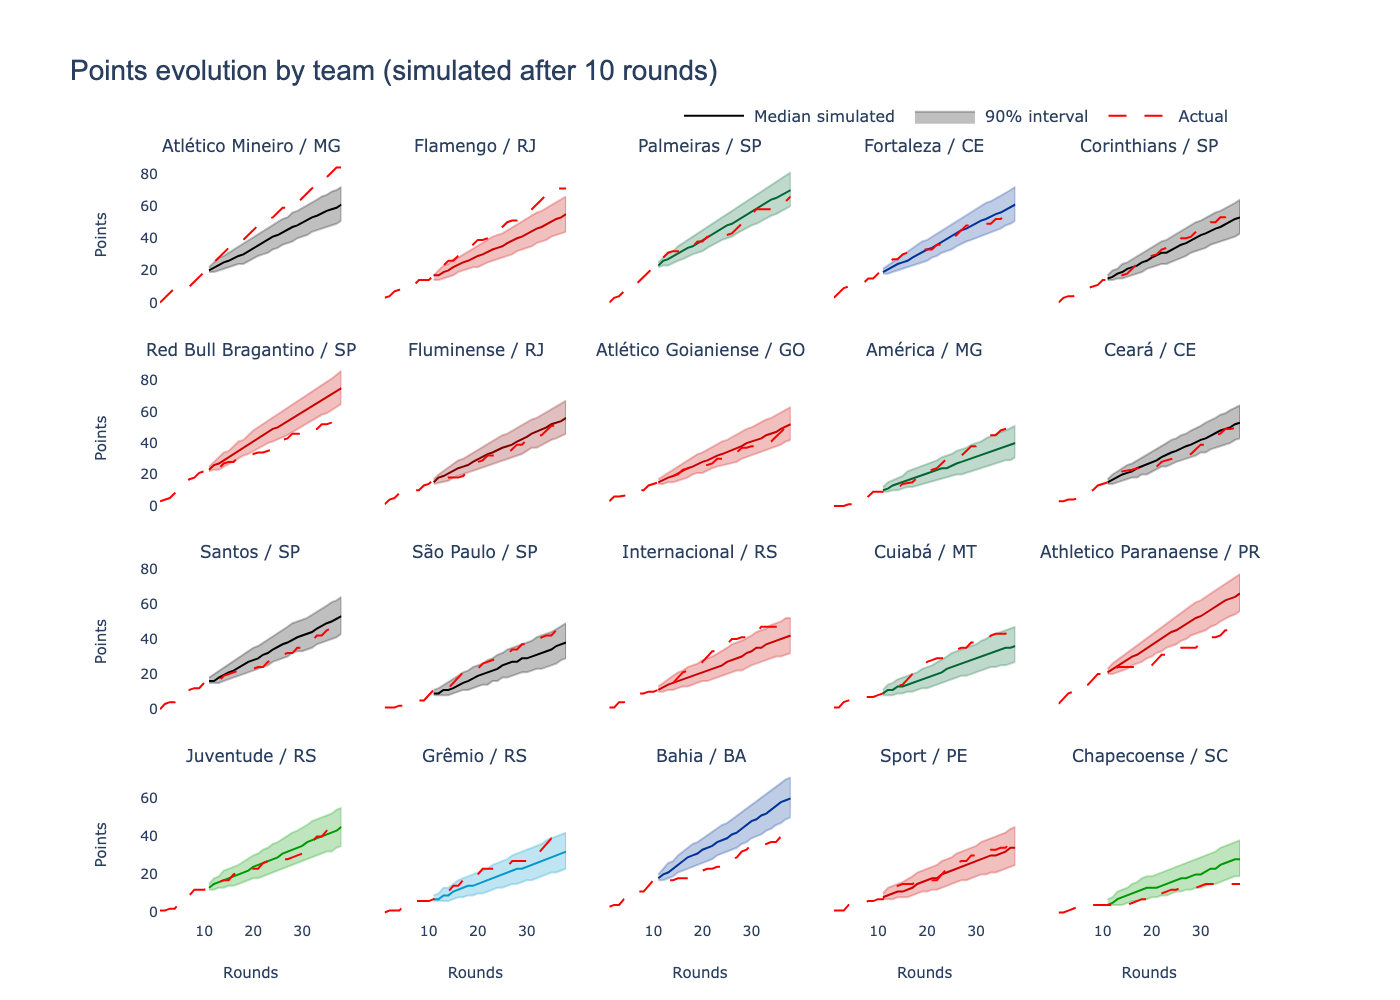 Points evolution by team (simulated after 10 rounds)
Median simulated 90% interval Actual
Atlético Mineiro / MG Flamengo / RJ Palmeiras / SP Fortaleza / CE Corinthians / SP
80
60
40
20
0
Points
Red Bull Bragantino / SP Fluminense / RJ Atlético Goianiense / GO América / MG Ceará / CE
80
60
40
20
0
Points
Santos / SP São Paulo / SP Internacional / RS Cuiabá / MT Athletico Paranaense / PR
80
60
40
20
0
Points
Juventude / RS Grêmio / RS Bahia / BA Sport / PE Chapecoense / SC
60
40
20
0
Points
10 20 30 10 20 30 10 20 30 10 20 30 10 20 30
Rounds Rounds Rounds Rounds Rounds